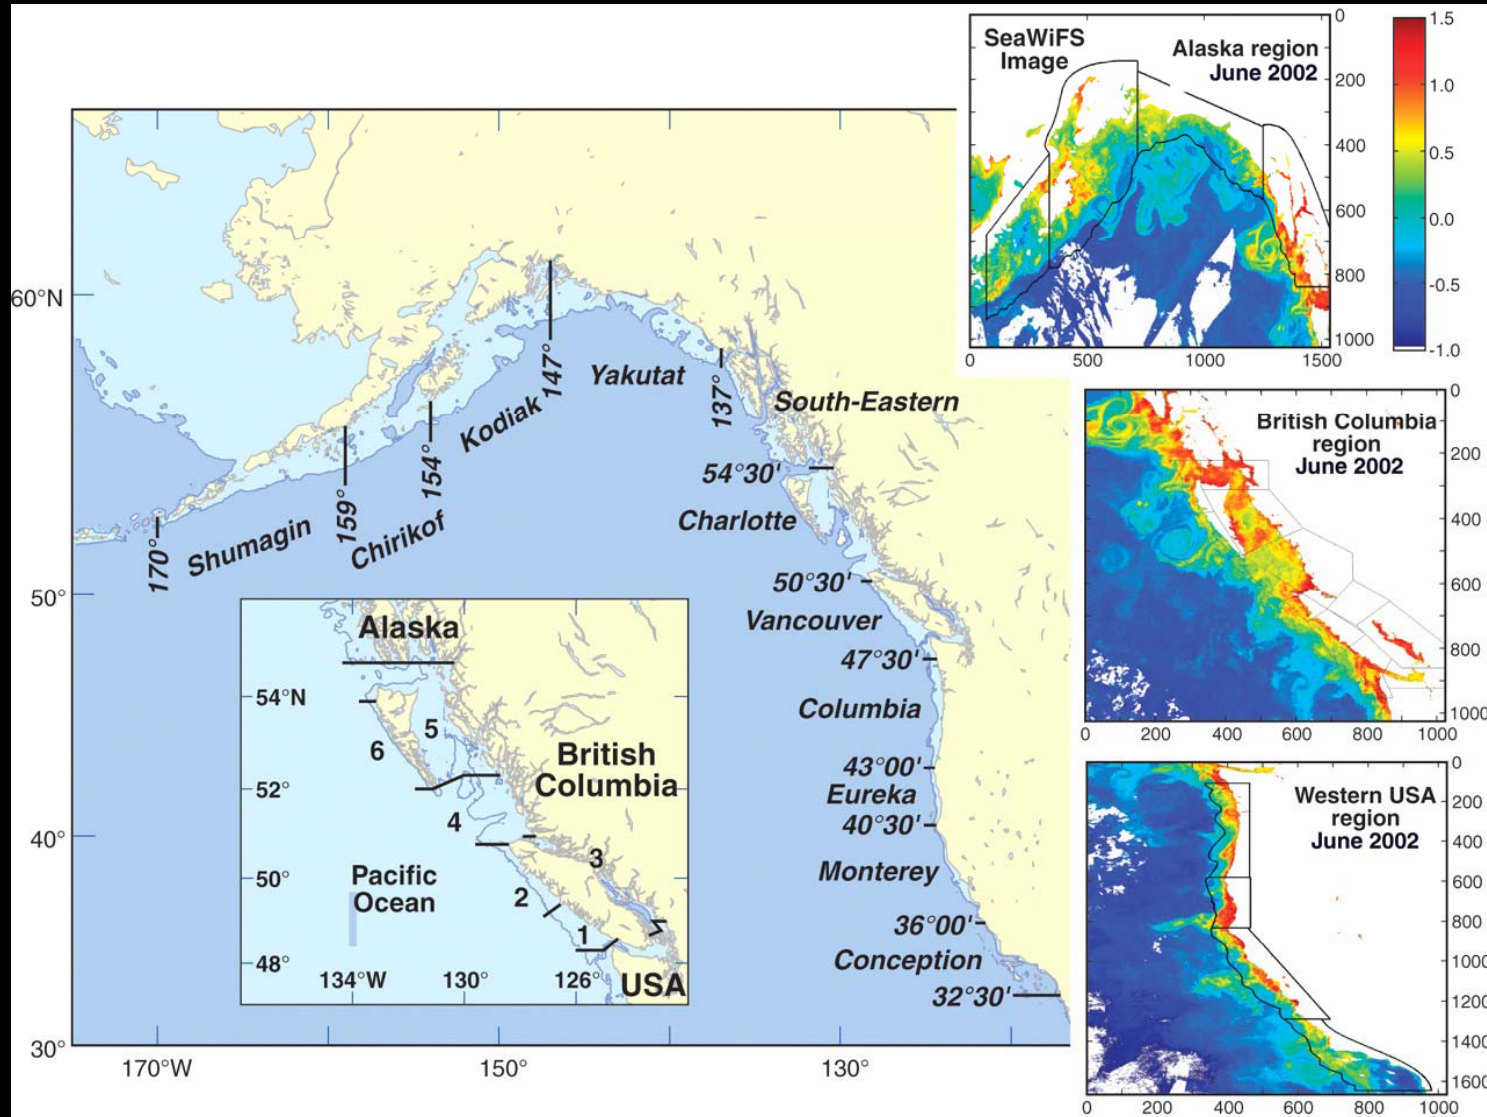 60°N
50°
40°
30°
170°W
150°
130°
170°
Shumagin
159°
Chirikof
154°
Kodiak
147°
Yakutat
137°
South-Eastern
54°30'
Charlotte
50°30'
Vancouver
47°30'
Columbia
43°00'
Eureka
40°30'
Monterey
36°00'
Conception
32°30'
Alaska
54°N
52°
50°
48°
5
6
British
Columbia
4
3
2
1
Pacific
Ocean
USA
134°W
130°
126°
SeaWiFS
Image
Alaska region
June 2002
0
200
400
600
800
1000
0
500
1000
1500
1.5
1.0
0.5
0.0
-0.5
-1.0
British Columbia
region
June 2002
0
200
400
600
800
1000
0
200
400
600
800
1000
Western USA
region
June 2002
0
200
400
600
800
1000
1200
1400
1600
0
200
400
600
800
1000